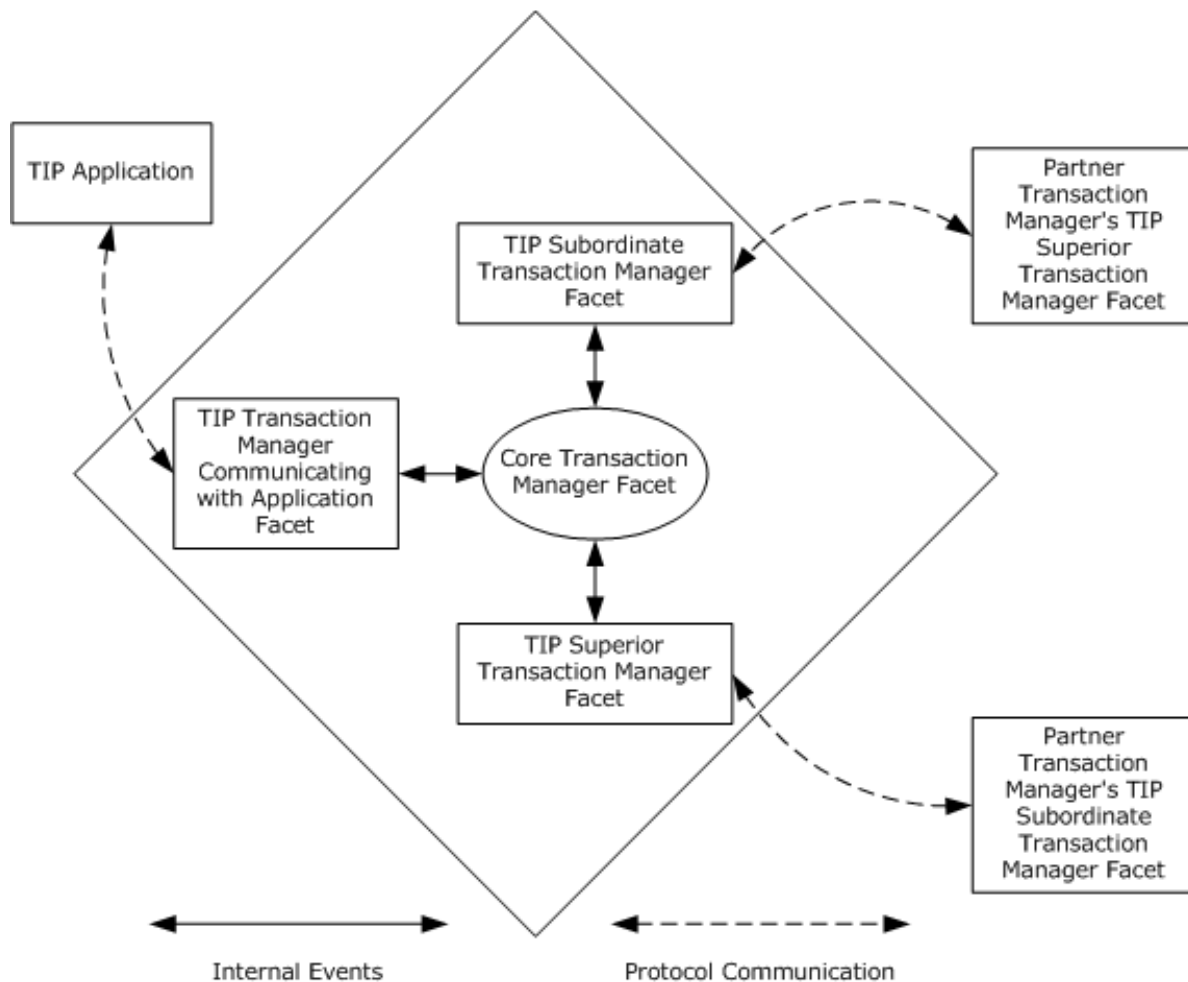 TIP Application
Partner
Transaction
Manager's TIP
Superior
Transaction
Manager Facet
TIP Subordinate
Transaction Manager
Facet
TIP Transaction
Manager
Communicating
with Application
Facet
Core Transaction
Manager Facet
TIP Superior
Transaction Manager
Facet
Partner
Transaction
Manager's TIP
Subordinate
Transaction
Manager Facet
Internal Events
Protocol Communication